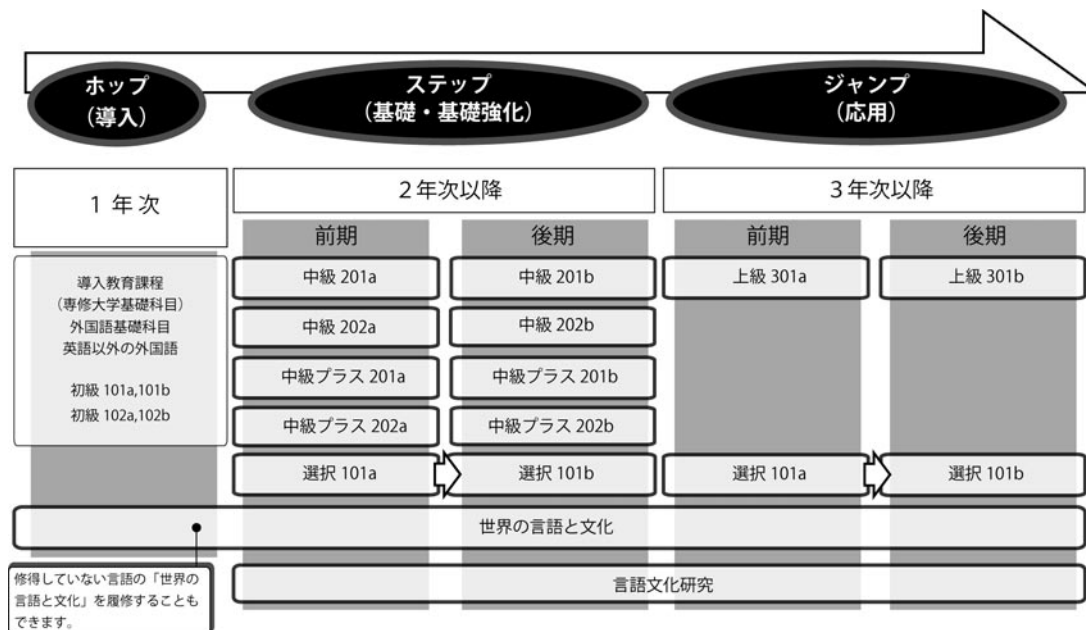 ホップ
（導入）
ステップ
（基礎・基礎強化）
ジャンプ
（応用）
1 年 次
2年次以降
3年次以降
前期
後期
前期
後期
導入教育課程
（専修大学基礎科目）
外国語基礎科目
英語以外の外国語
初級 101a,101b
初級 102a,102b
中級 201a
中級 201b
上級 301a
上級 301b
中級 202a
中級 202b
中級プラス 201a
中級プラス 201b
中級プラス 202a
中級プラス 202b
選択 101a
選択 101b
選択 101a
選択 101b
世界の言語と文化
言語文化研究
修得していない言語の「世界の
言語と文化」を履修することも
できます。